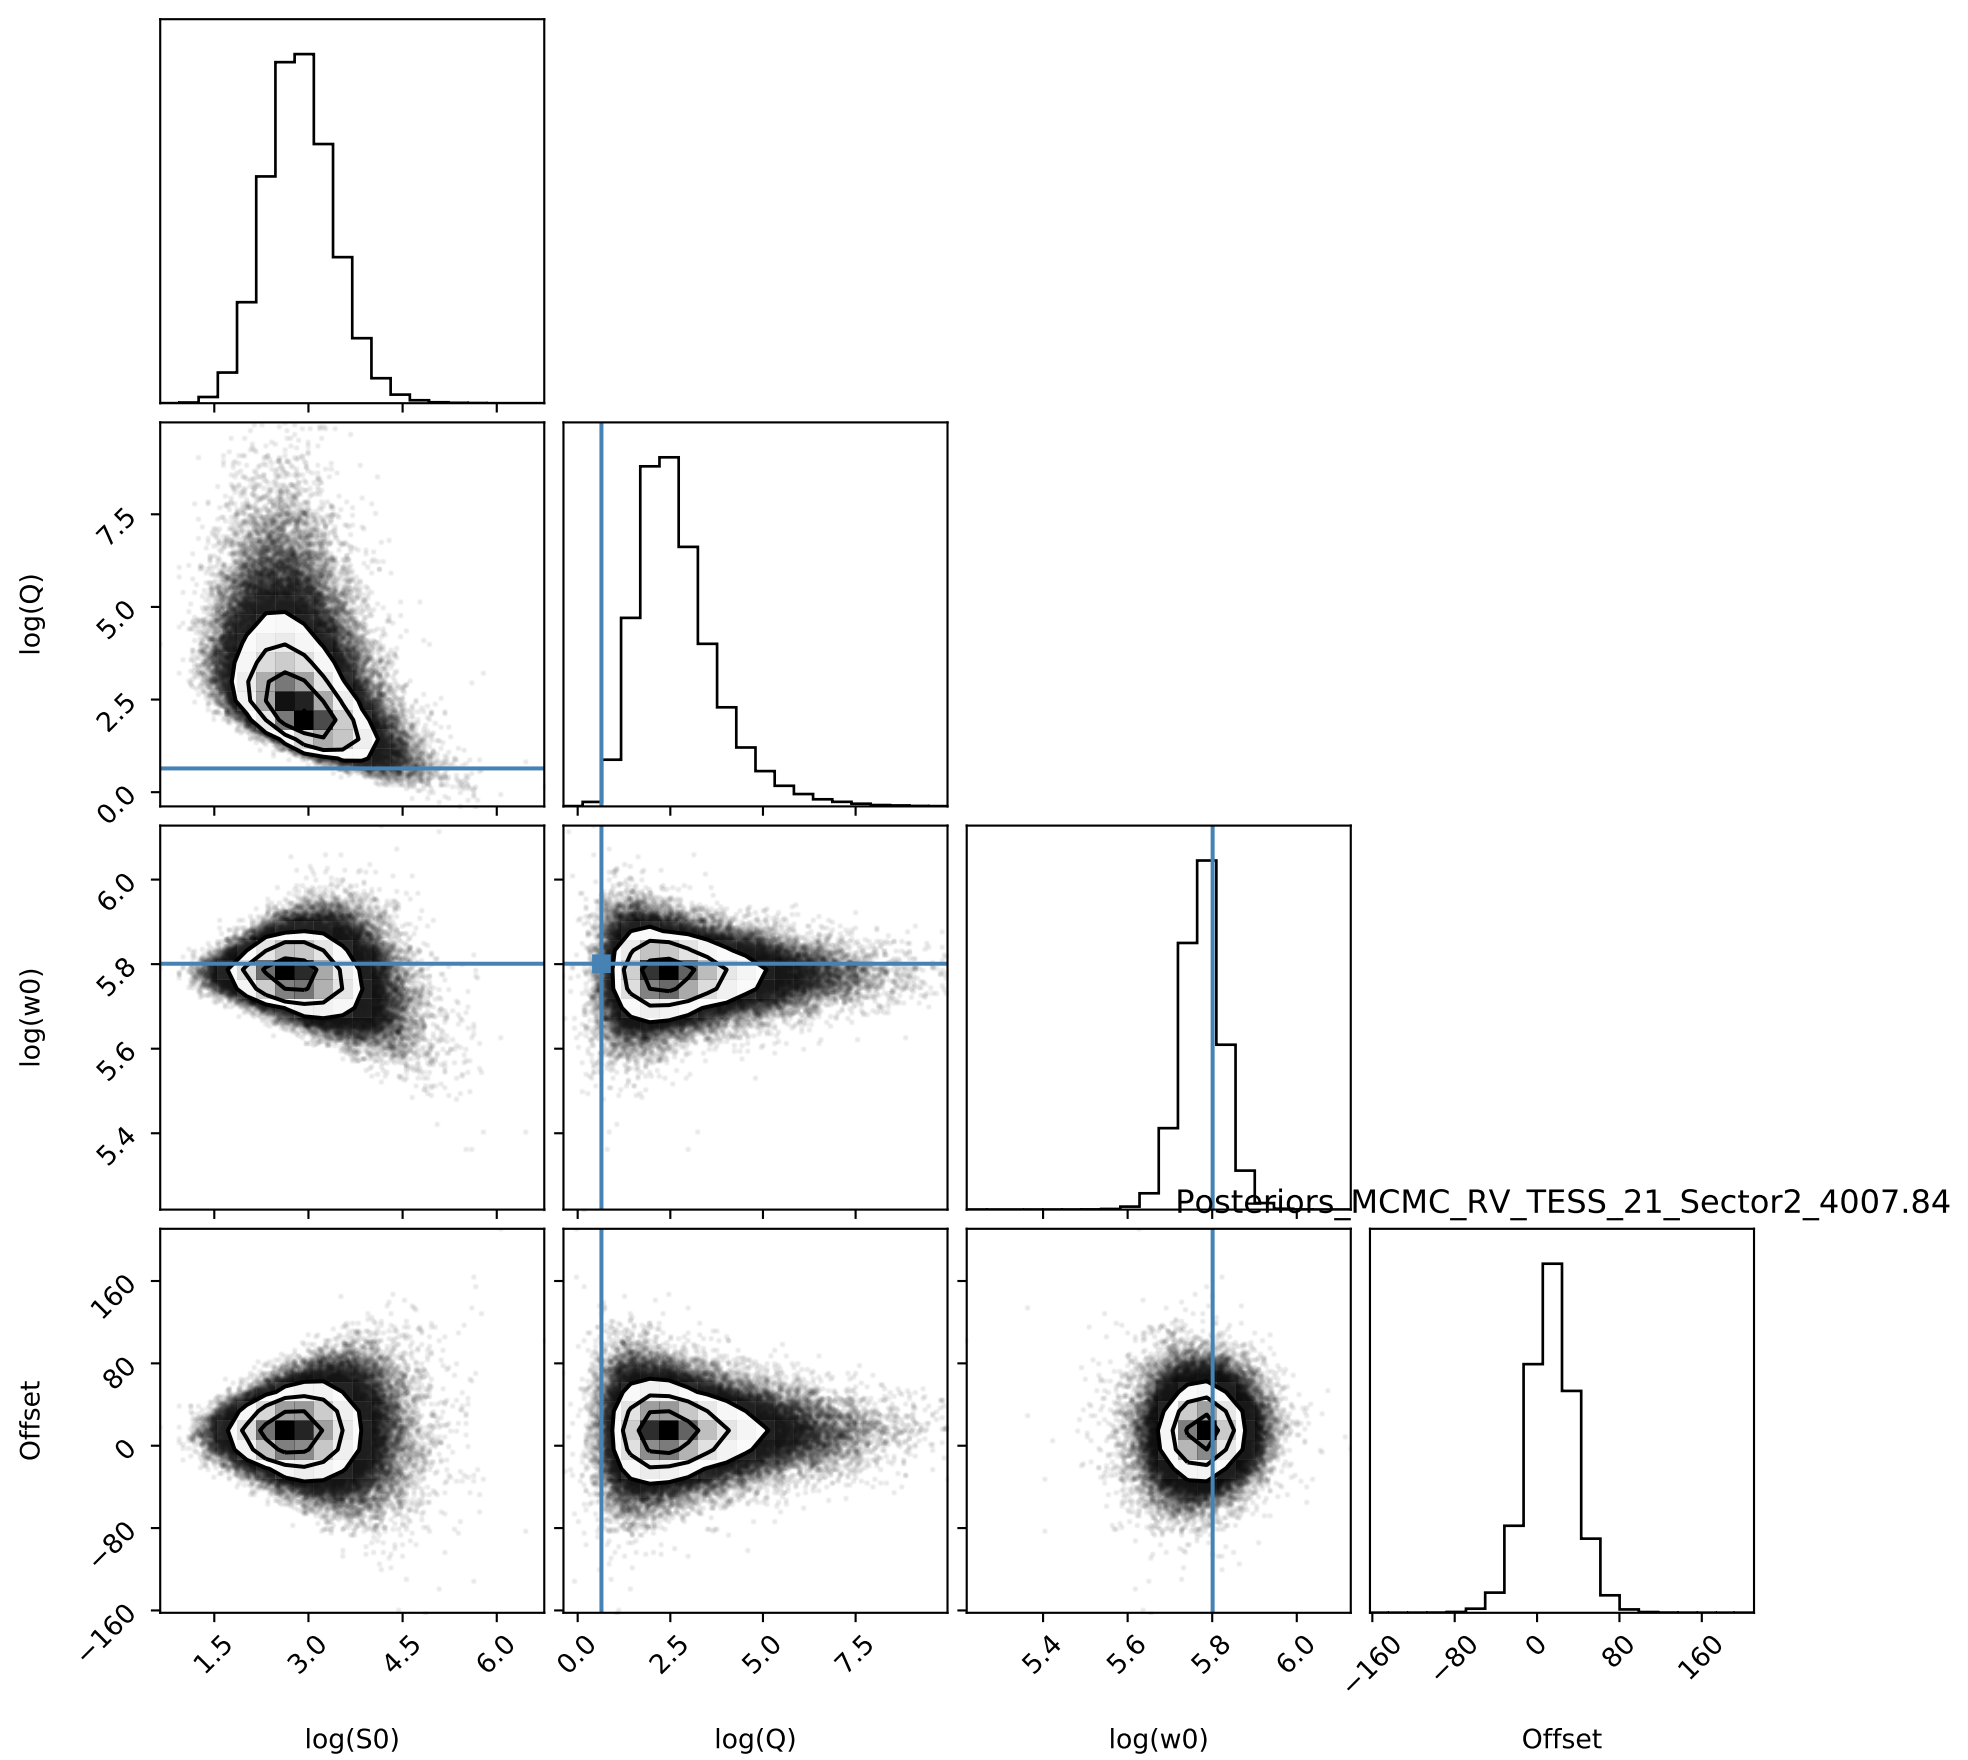 log(Q)
7.5
5.0
2.5
0.0
log(w0)
6.0
5.8
5.6
5.4
Posteriors_MCMC_RV_TESS_21_Sector2_4007.84
Offset
160
80
0
−80
−160
1.5 3.0 4.5 6.0 0.0 2.5 5.0 7.5 5.4 5.6 5.8 6.0 −160 −80 0 80 160
log(S0) log(Q) log(w0) Offset